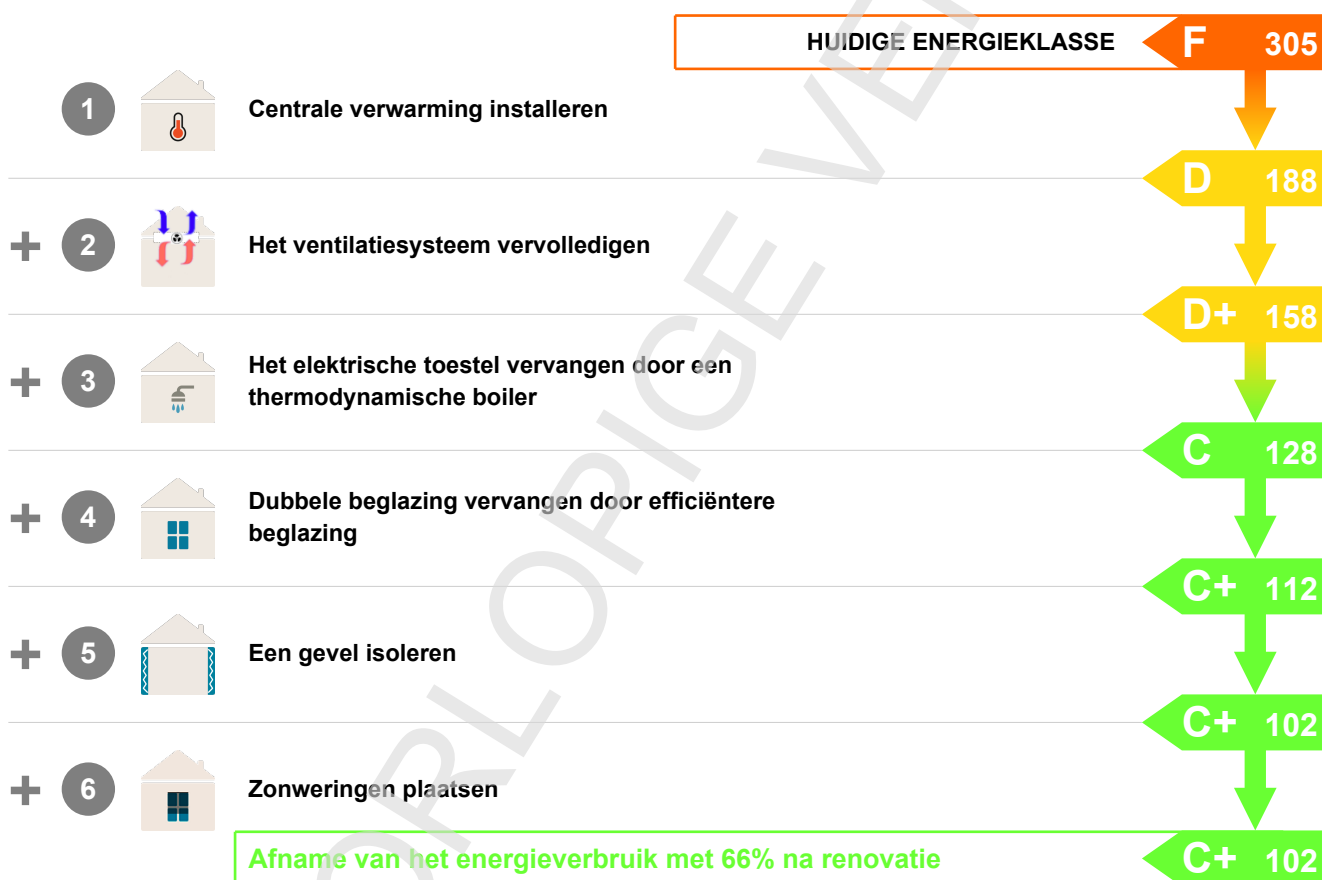 HUIDIGE ENERGIEKLASSE F 305
1 Centrale verwarming installeren
D 188
+ 2 Het ventilatiesysteem vervolledigen
D+ 158
+ 3 Het elektrische toestel vervangen door een
thermodynamische boiler
C 128
+ 4 Dubbele beglazing vervangen door efficiëntere
beglazing
C+ 112
+ 5 Een gevel isoleren
C+ 102
+ 6 Zonweringen plaatsen
Afname van het energieverbruik met 66% na renovatie C+ 102